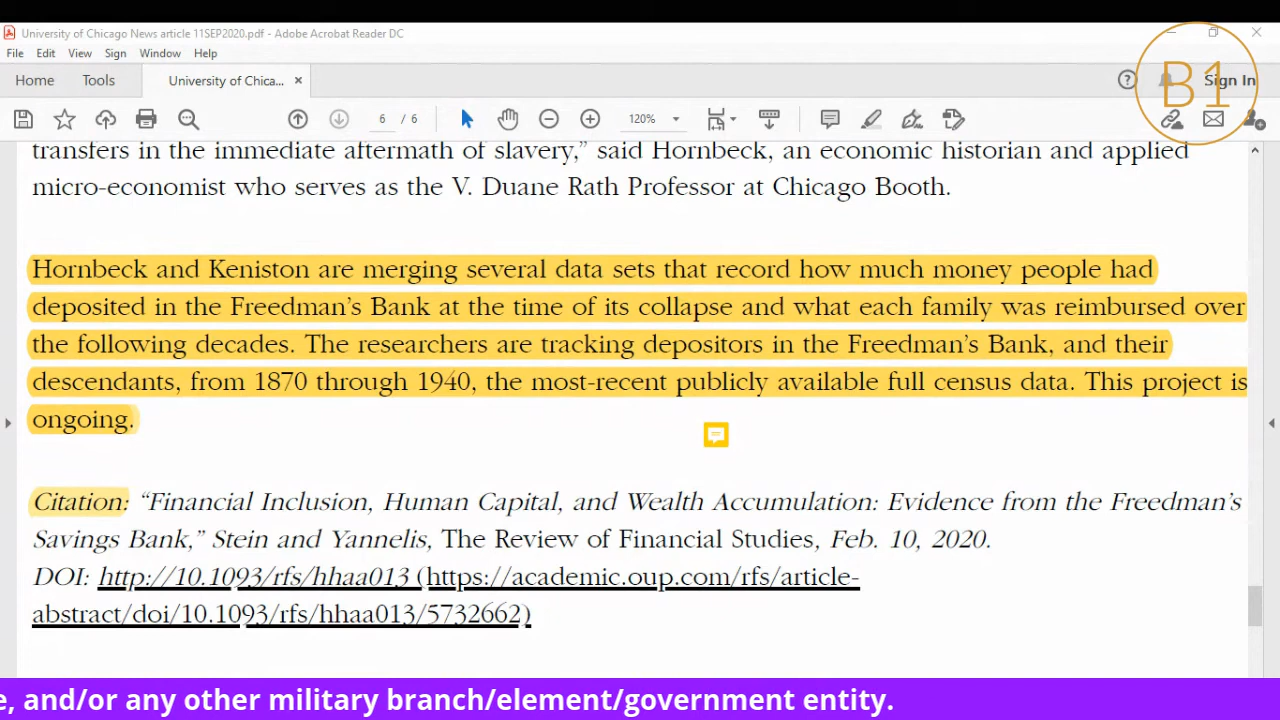 University of Chicago News article 11SEP2020.pdf - Adobe Acrobat Reader DC
File Edit View Sign Window Help
Home Tools University of Chica... × ? Sign In
B1
6 / 6 120%
transfers in the immediate aftermath of slavery,” said Hornbeck, an economic historian and applied
micro-economist who serves as the V. Duane Rath Professor at Chicago Booth.
Hornbeck and Keniston are merging several data sets that record how much money people had
deposited in the Freedman’s Bank at the time of its collapse and what each family was reimbursed over
the following decades. The researchers are tracking depositors in the Freedman’s Bank, and their
descendants, from 1870 through 1940, the most-recent publicly available full census data. This project is
ongoing.
Citation: “Financial Inclusion, Human Capital, and Wealth Accumulation: Evidence from the Freedman’s
Savings Bank,” Stein and Yannelis, The Review of Financial Studies, Feb. 10, 2020.
DOI: http://10.1093/rfs/hhaa013 (https://academic.oup.com/rfs/article-
abstract/doi/10.1093/rfs/hhaa013/5732662)
e, and/or any other military branch/element/government entity.